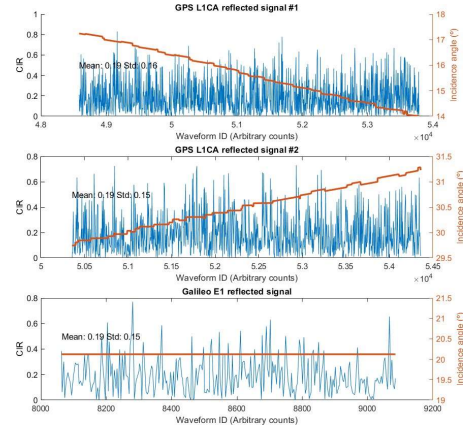 GPS L1CA reflected signal #1
1
0.8
0.6
0.4
0.2
0
CIR
Mean: 0.19 Std: 0.16
18
17
16
15
14
Incidence angle (º)
4.8 4.9 5 5.1 5.2 5.3 5.4
Waveform ID (Arbitrary counts)
× 10⁴
GPS L1CA reflected signal #2
0.8
0.6
0.4
0.2
0
CIR
Mean: 0.19 Std: 0.15
31.5
31
30.5
30
29.5
Incidence angle (º)
5 5.05 5.1 5.15 5.2 5.25 5.3 5.35 5.4 5.45
Waveform ID (Arbitrary counts)
× 10⁴
Galileo E1 reflected signal
0.8
0.6
0.4
0.2
0
CIR
Mean: 0.19 Std: 0.15
21.5
21
20.5
20
19.5
19
Incidence angle (º)
8000 8200 8400 8600 8800 9000 9200
Waveform ID (Arbitrary counts)